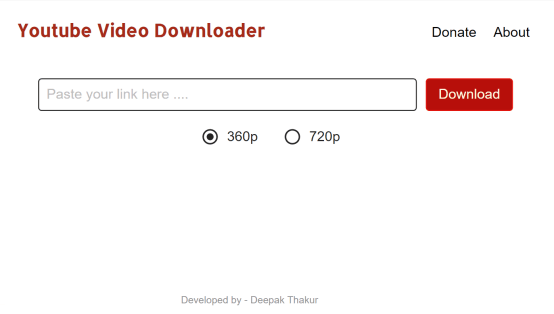 Youtube Video Downloader
Donate About
Paste your link here ....
Download
360p 720p
Developed by - Deepak Thakur